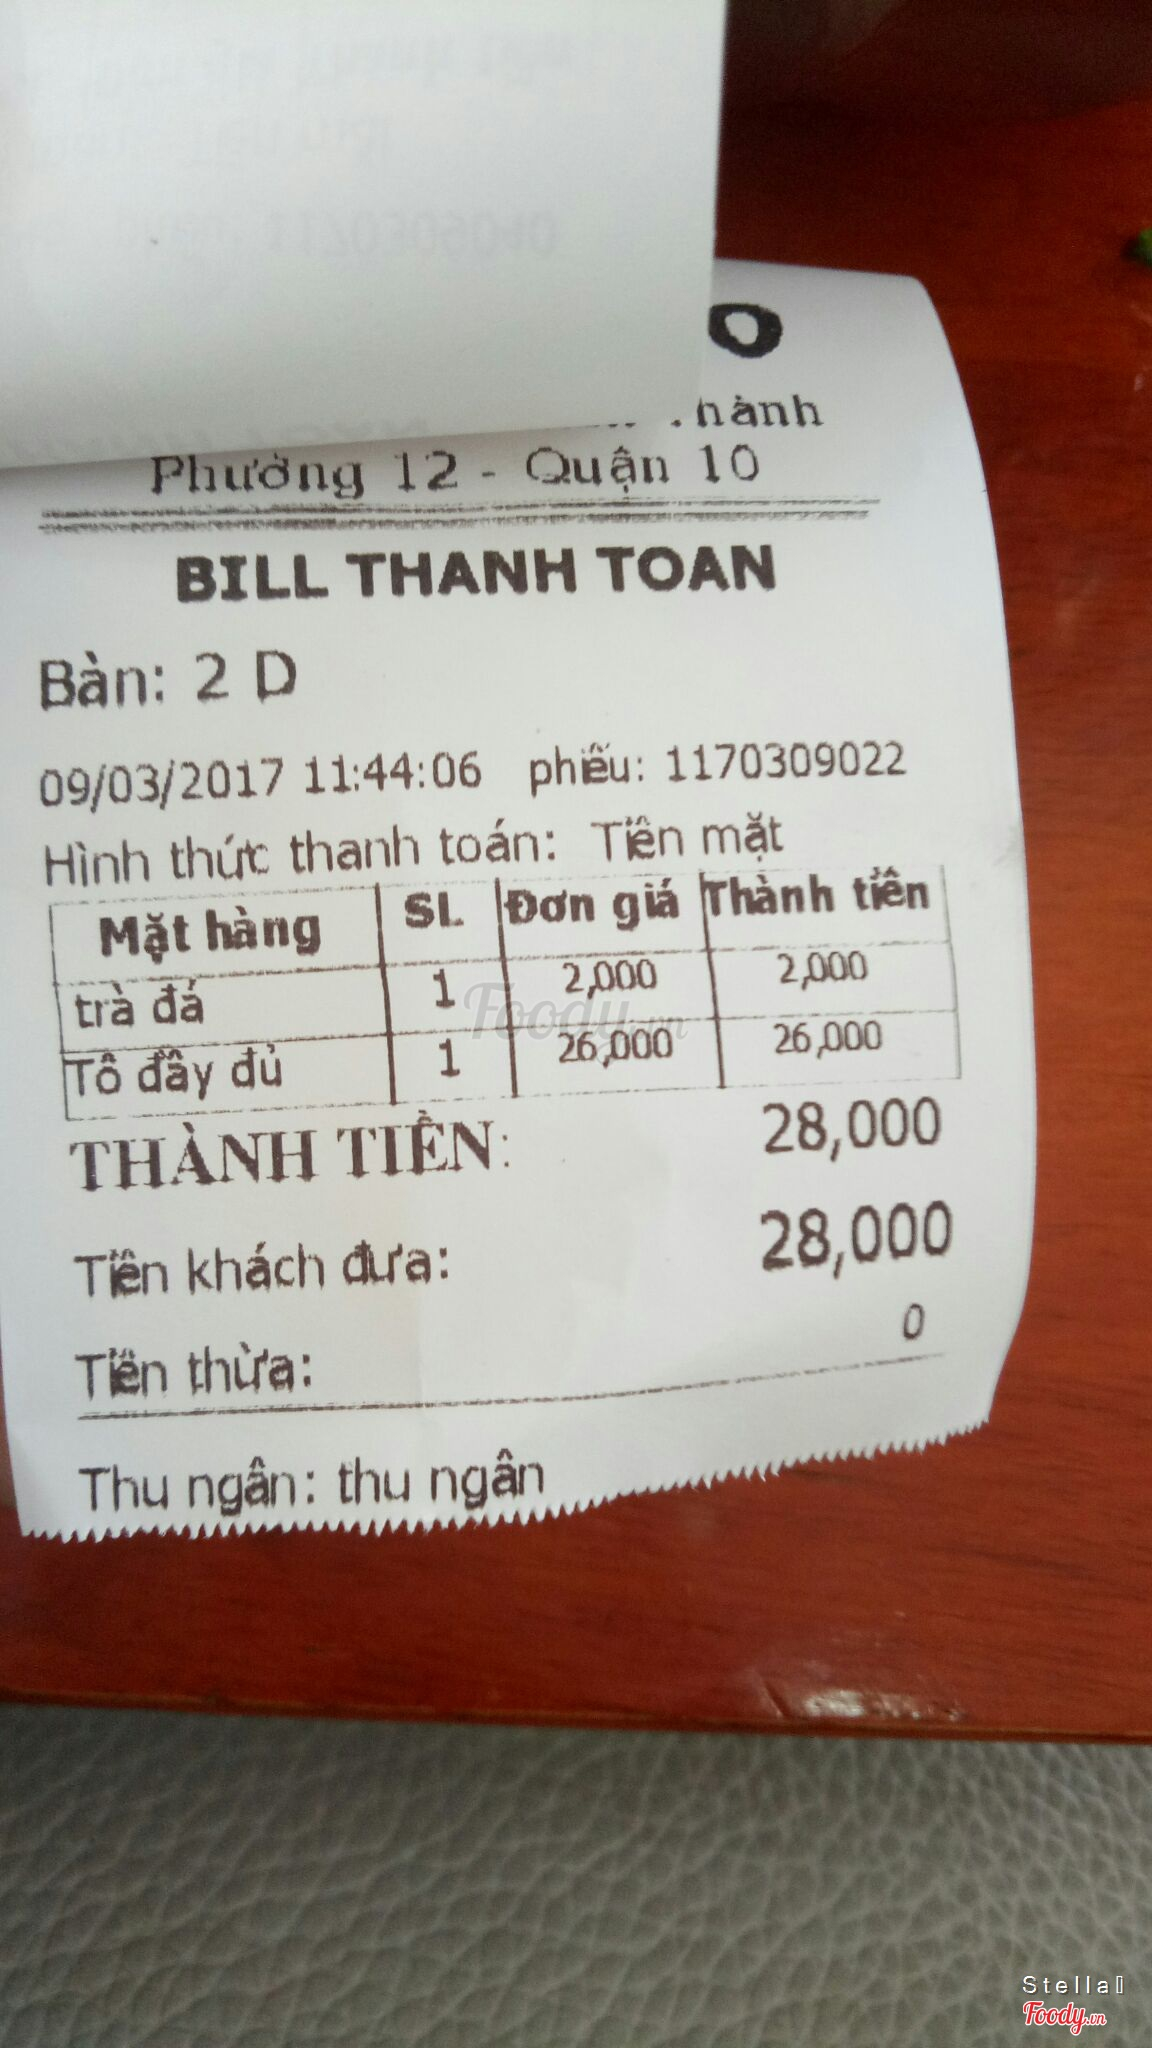 O
hành
Phường 12 - Quận 10
BILL THANH TOAN
Bàn: 2 D
09/03/2017 11:44:06 phiếu: 1170309022
Hình thức thanh toán: Tiền mặt
Mặt hàng SL Đơn giá Thành tiền
trà đá 1 2,000 2,000
Tô đầy đủ 1 26,000 26,000
THÀNH TIỀN: 28,000
Tiền khách đưa: 28,000
Tiền thừa: 0
Thu ngân: thu ngân
Foody.vn
Stella
Foody.vn